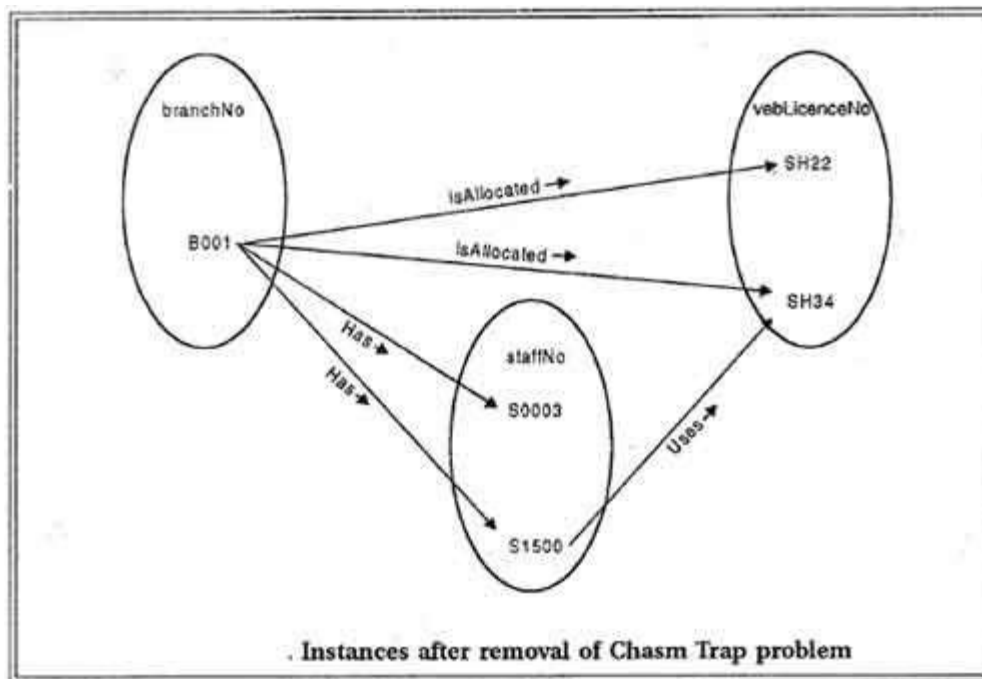 branchNo
vebLicenceNo
SH22
isAllocated
B001
isAllocated
SH34
Has
staffNo
Has
S0003
Uses
S1500
. Instances after removal of Chasm Trap problem